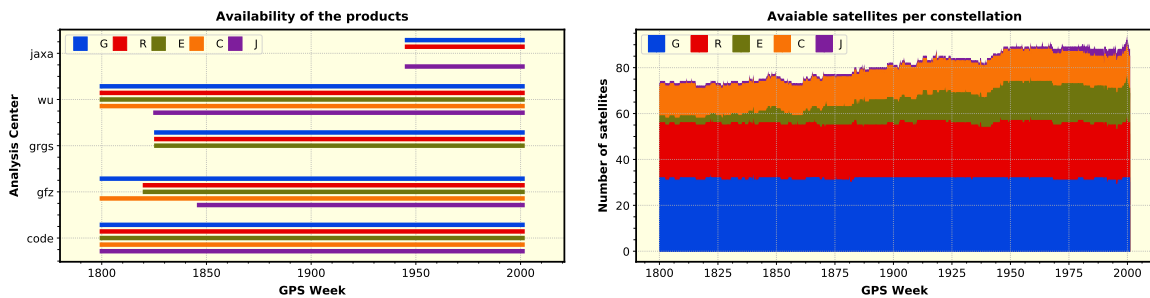 Availability of the products
G R E C J
jaxa
wu
grgs
gfz
code
Analysis Center
1800 1850 1900 1950 2000
GPS Week
Avaiable satellites per constellation
G R E C J
80
60
40
20
0
Number of satellites
1800 1825 1850 1875 1900 1925 1950 1975 2000
GPS Week